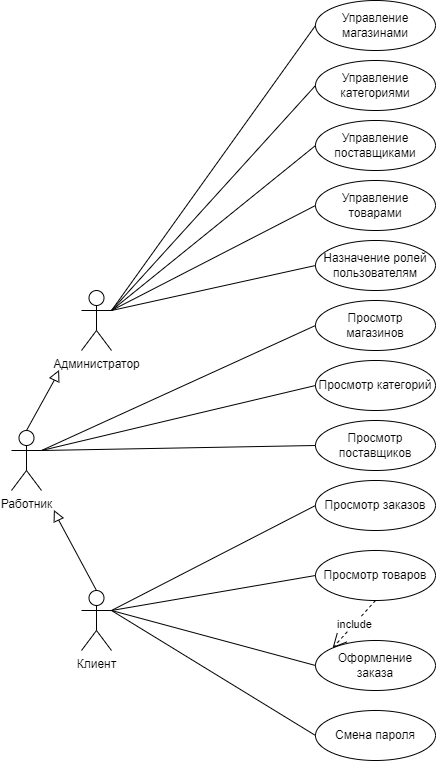 Управление
магазинами
Управление
категориями
Управление
поставщиками
Управление
товарами
Назначение ролей
пользователям
Администратор
Просмотр
магазинов
Просмотр категорий
Просмотр
поставщиков
Работник
Просмотр заказов
Просмотр товаров
include
Оформление
заказа
Клиент
Смена пароля